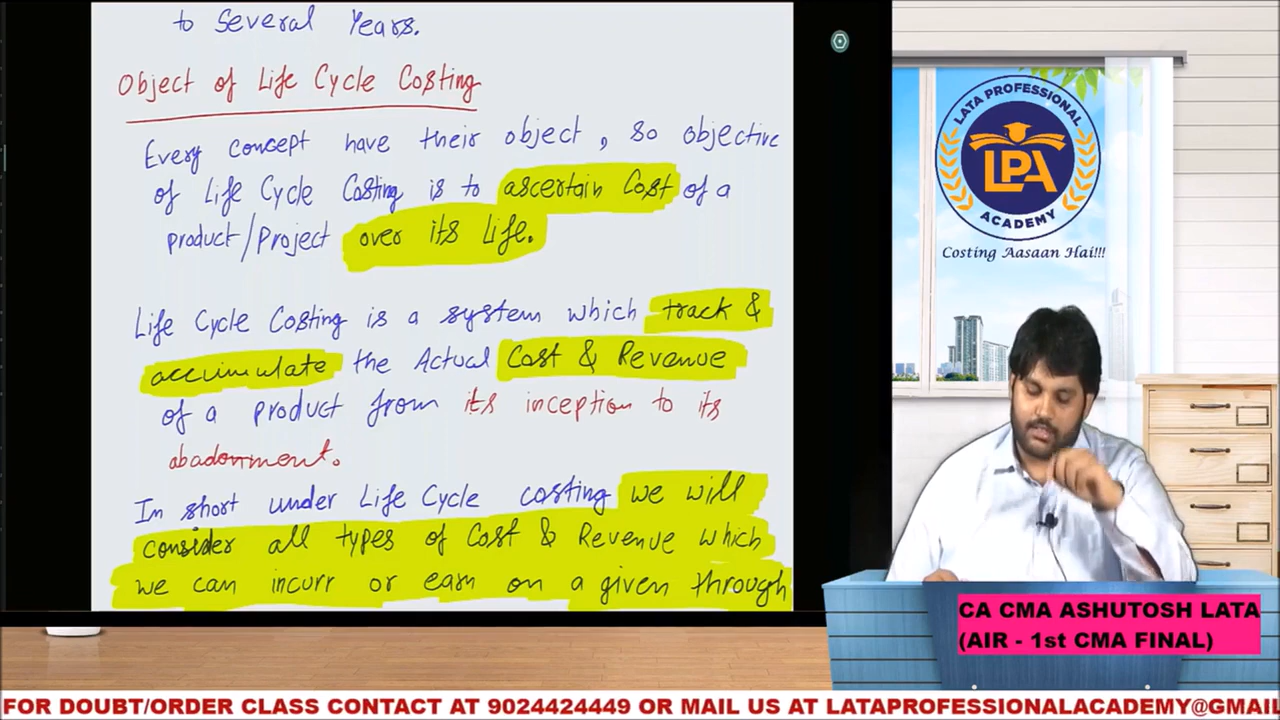 to Several Years.
Object of Life Cycle Costing
Every concept have their object, so objective
of Life Cycle Costing is to ascertain Cost of a
product/Project over its Life.
Life Cycle Costing is a system which track &
accumulate the Actual Cost & Revenue
of a product from its inception to its
abadonment.
In short under Life Cycle costing we will
consider all types of Cost & Revenue which
we can incurr or earn on a given through
LATA PROFESSIONAL
LPA
ACADEMY
Costing Aasaan Hai!!!
CA CMA ASHUTOSH LATA
(AIR - 1st CMA FINAL)
FOR DOUBT/ORDER CLASS CONTACT AT 9024424449 OR MAIL US AT LATAPROFESSIONALACADEMY@GMAIL